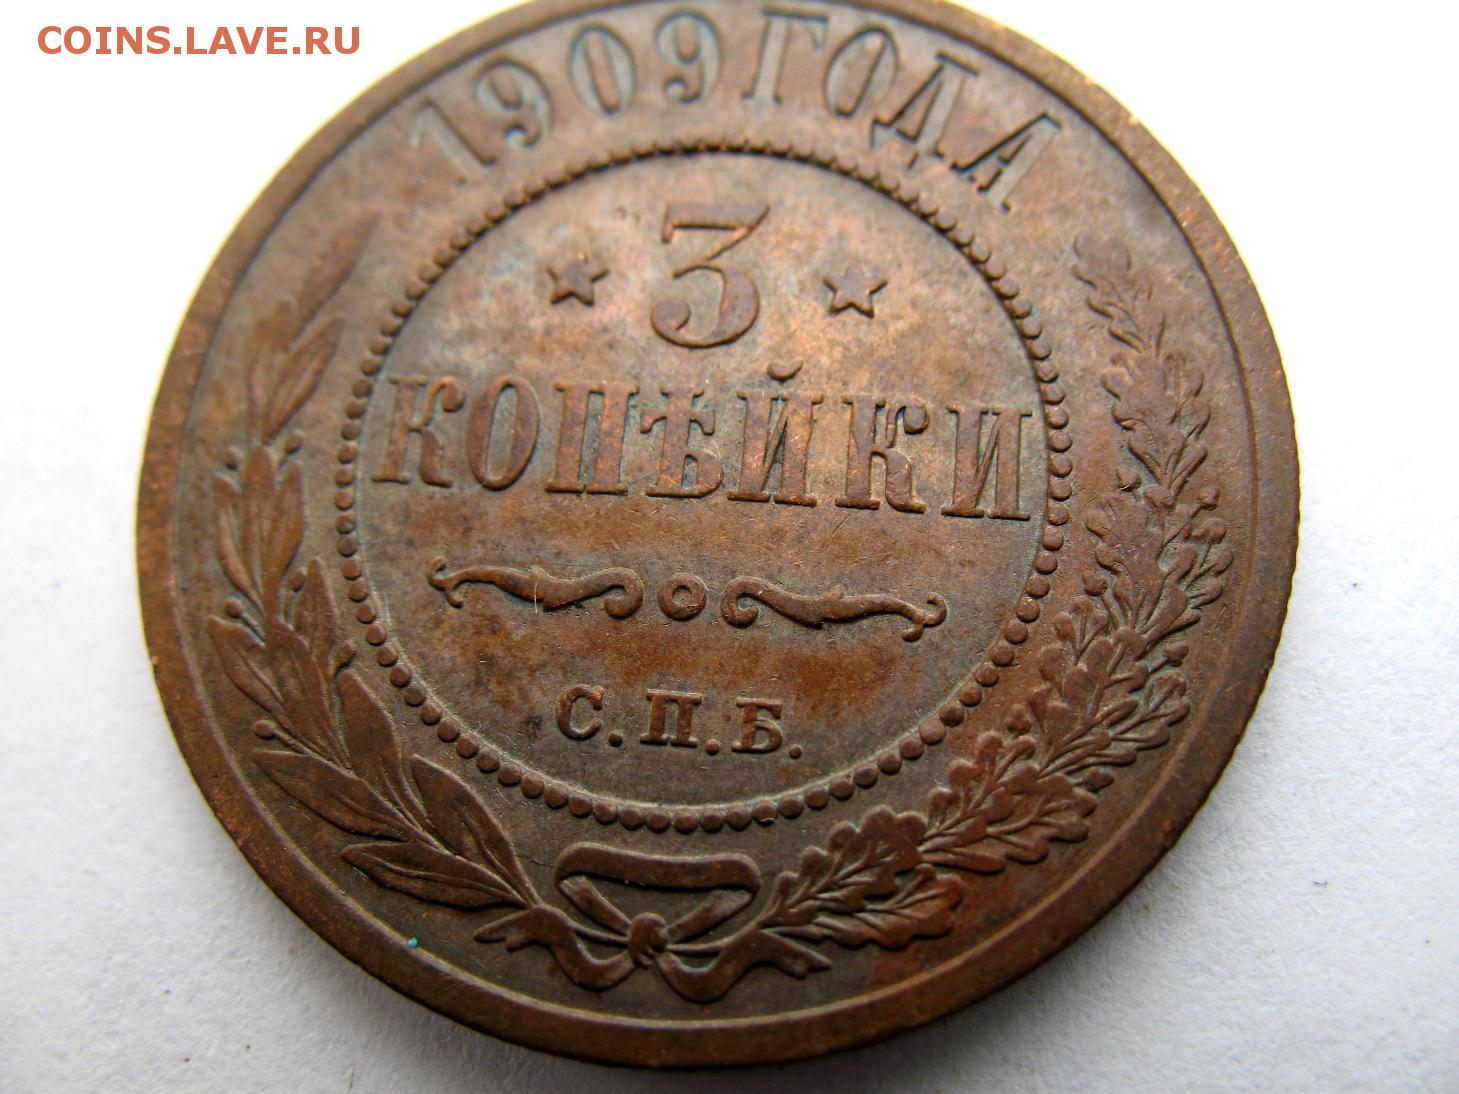 COINS.LAVE.RU
1909 ГОДА
3
КОПѢЙКИ
С.П.Б.